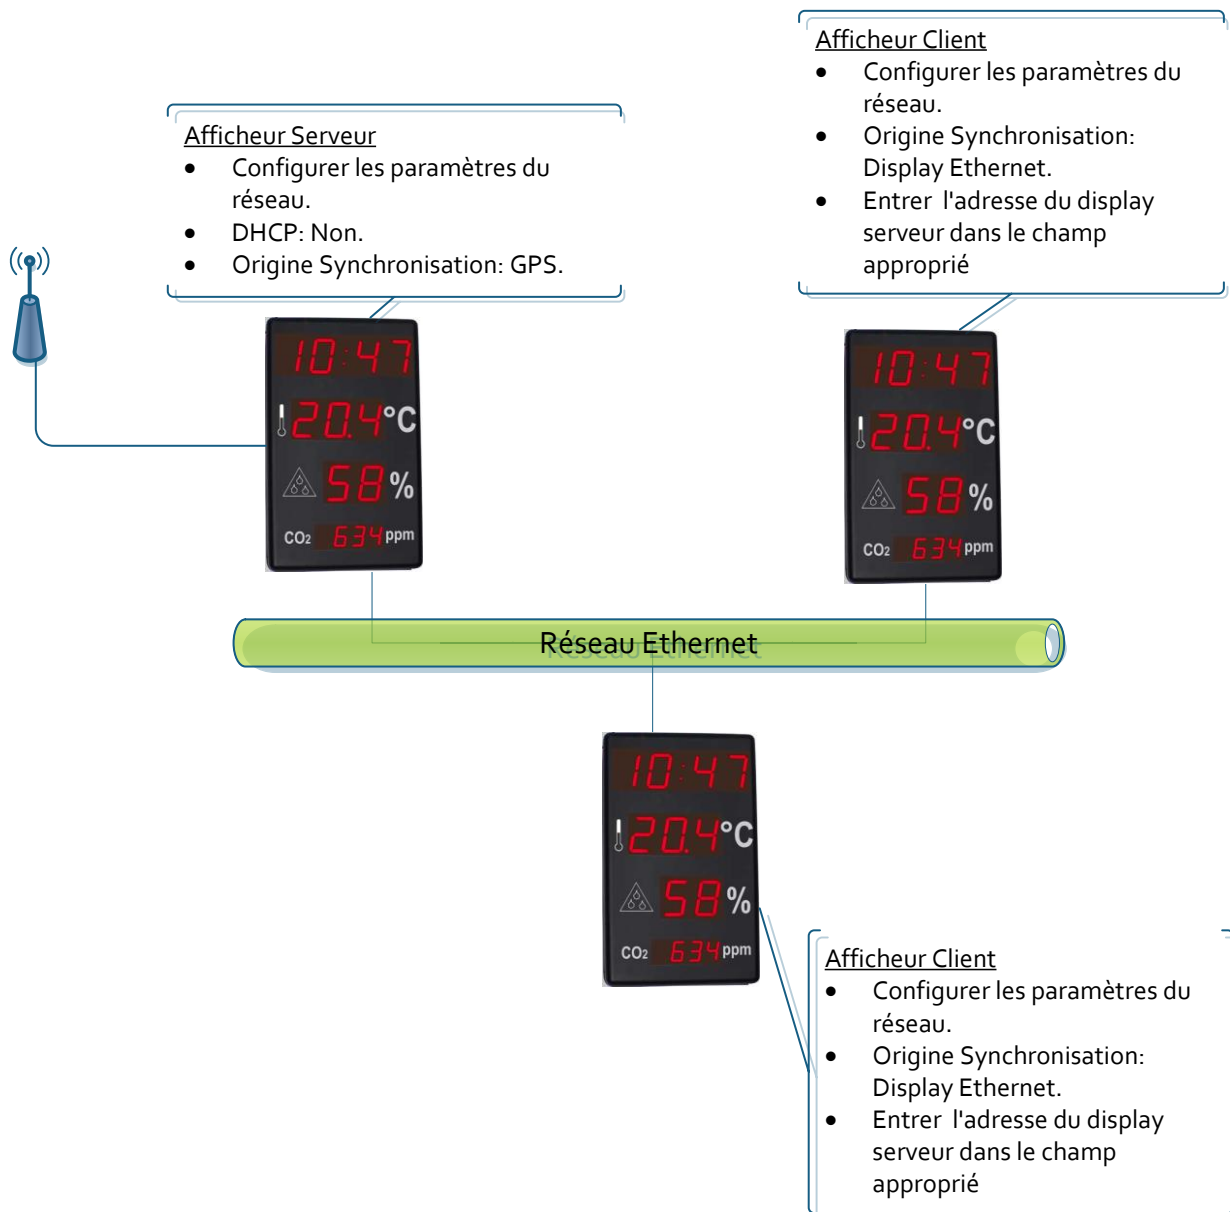 Afficheur Client
• Configurer les paramètres du
réseau.
• Origine Synchronisation:
Display Ethernet.
• Entrer l'adresse du display
serveur dans le champ
approprié
Afficheur Serveur
• Configurer les paramètres du
réseau.
• DHCP: Non.
• Origine Synchronisation: GPS.
10:47
20.4°C
58%
CO2 634 ppm
10:47
20.4°C
58%
CO2 634 ppm
Réseau Ethernet
10:47
20.4°C
58%
CO2 634 ppm
Afficheur Client
• Configurer les paramètres du
réseau.
• Origine Synchronisation:
Display Ethernet.
• Entrer l'adresse du display
serveur dans le champ
approprié